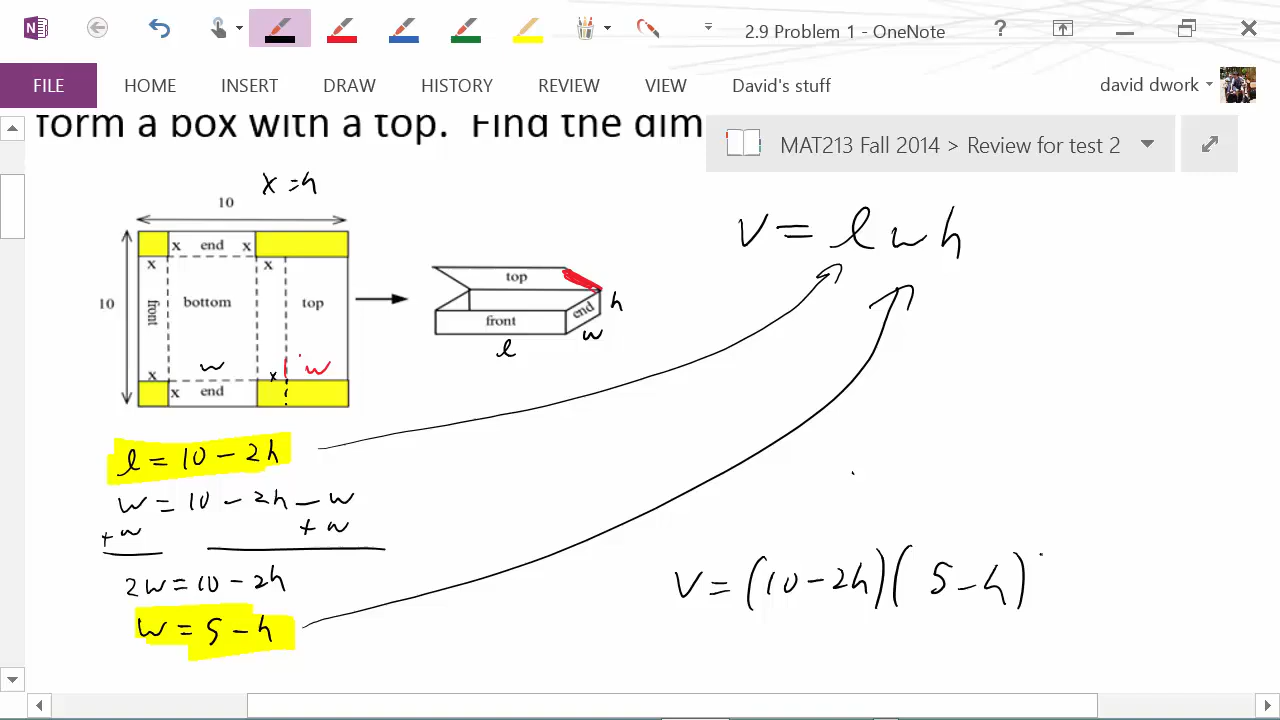 2.9 Problem 1 - OneNote
?
FILE HOME INSERT DRAW HISTORY REVIEW VIEW David's stuff
david dwork
form a box with a top. Find the dim
MAT213 Fall 2014 > Review for test 2
x = h
10
x end x
x x
10
front bottom top
w w
x x
x end
top
front end
h
l w
V = l w h
l = 10 - 2h
w = 10 - 2h - w
+ w + w
2w = 10 - 2h
w = 5 - h
V = (10 - 2h)(5 - h)